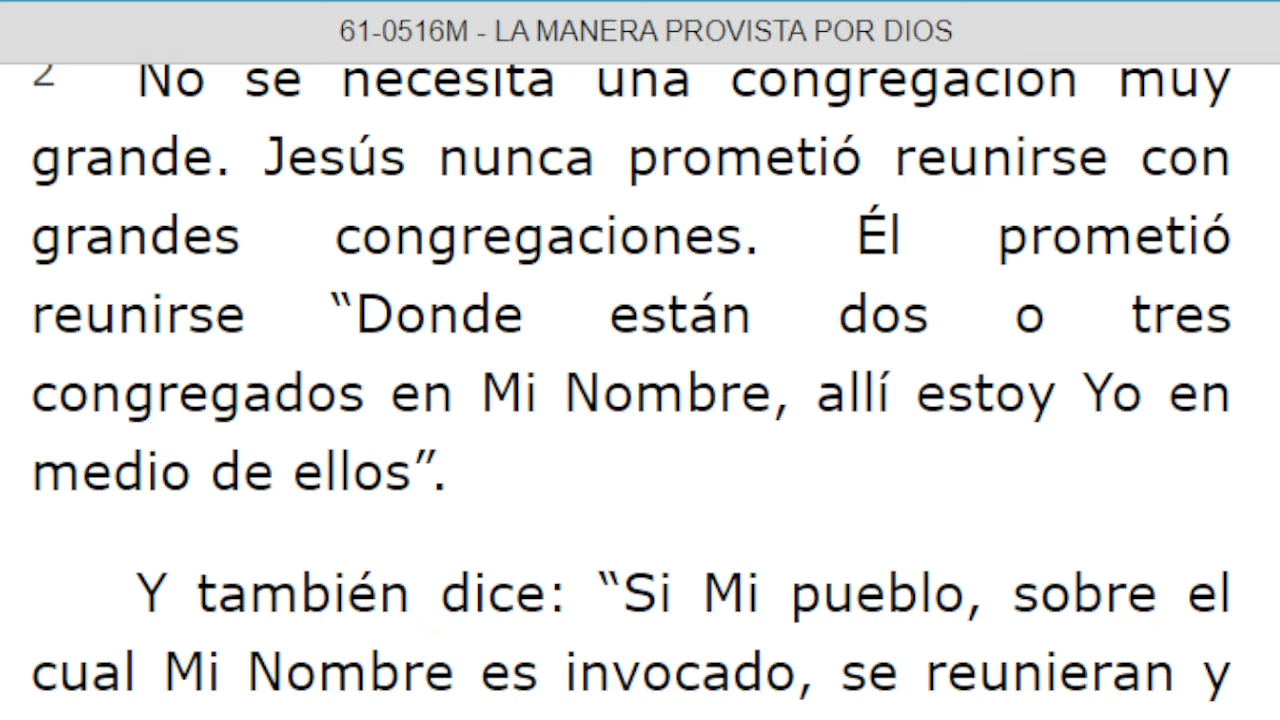 61-0516M - LA MANERA PROVISTA POR DIOS
2 No se necesita una congregación muy
grande. Jesús nunca prometió reunirse con
grandes congregaciones. Él prometió
reunirse “Donde están dos o tres
congregados en Mi Nombre, allí estoy Yo en
medio de ellos”.
Y también dice: “Si Mi pueblo, sobre el
cual Mi Nombre es invocado, se reunieran y